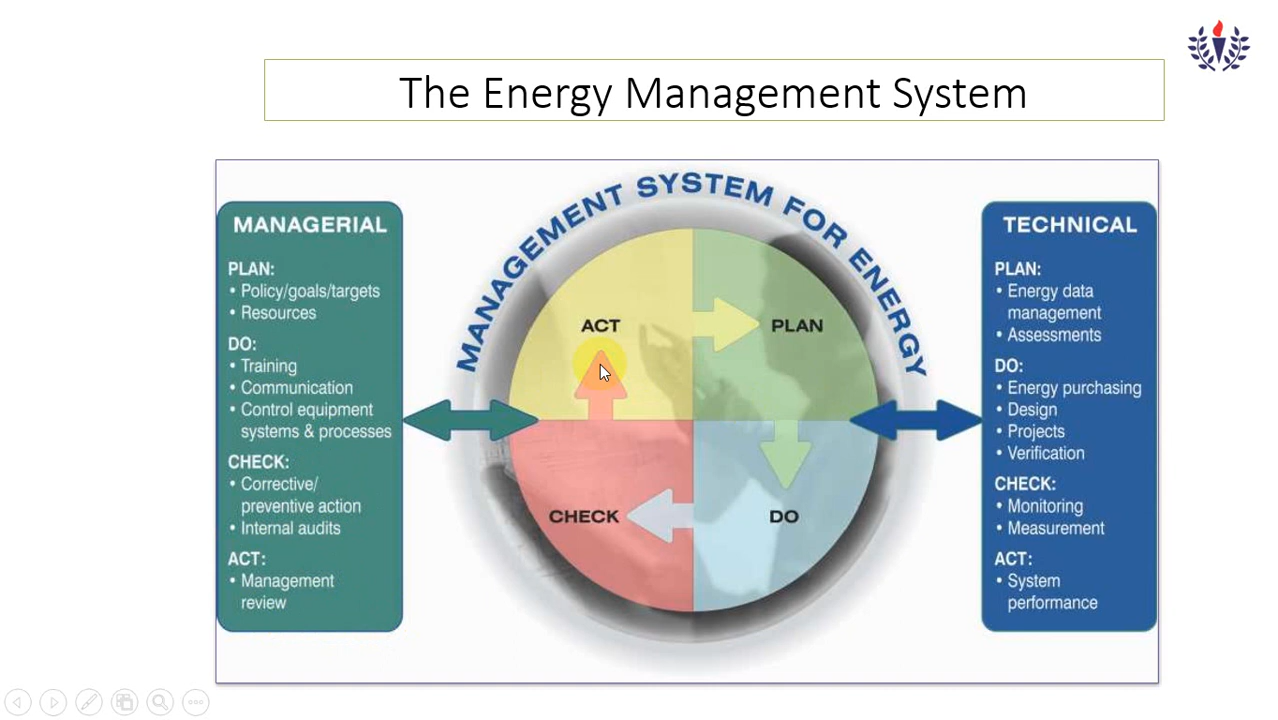 The Energy Management System
MANAGEMENT SYSTEM FOR ENERGY
MANAGERIAL
PLAN:
• Policy/goals/targets
• Resources
DO:
• Training
• Communication
• Control equipment
systems & processes
CHECK:
• Corrective/
preventive action
• Internal audits
ACT:
• Management
review
ACT
PLAN
CHECK
DO
TECHNICAL
PLAN:
• Energy data
management
• Assessments
DO:
• Energy purchasing
• Design
• Projects
• Verification
CHECK:
• Monitoring
• Measurement
ACT:
• System
performance